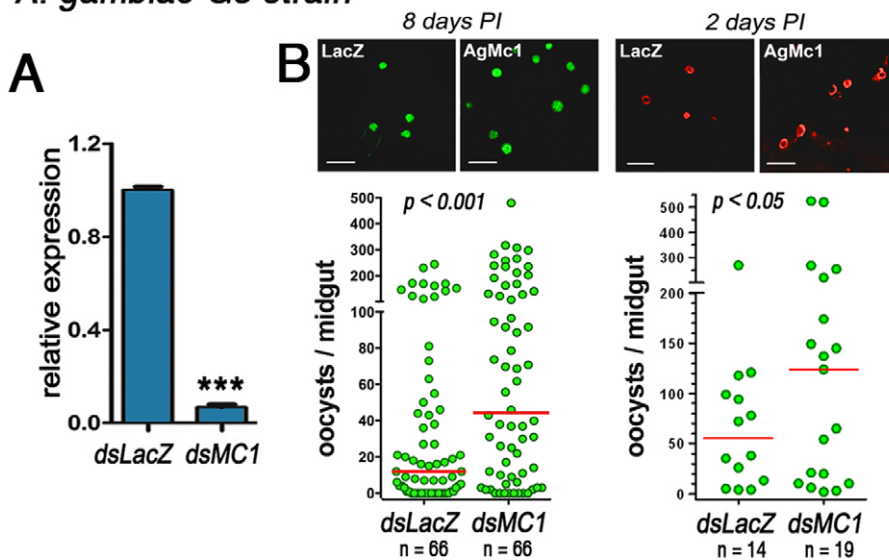 A. gambiae G3 strain
A
1.2
0.8
0.4
0.0
relative expression
***
dsLacZ dsMC1
B
8 days PI
2 days PI
LacZ
AgMc1
LacZ
AgMc1
500
400
300
200
100
80
60
40
20
0
oocysts / midgut
p < 0.001
dsLacZ dsMC1
n = 66 n = 66
500
400
300
200
150
100
50
0
oocysts / midgut
p < 0.05
dsLacZ dsMC1
n = 14 n = 19